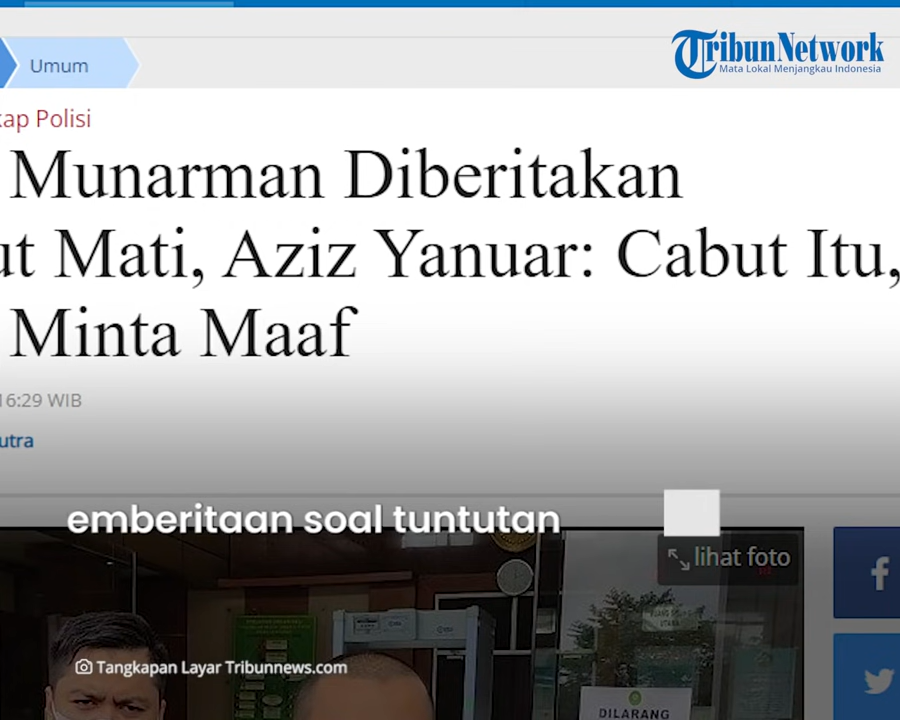 Umum
TribunNetwork
Mata Lokal Menjangkau Indonesia
kap Polisi
Munarman Diberitakan
ut Mati, Aziz Yanuar: Cabut Itu,
Minta Maaf
16:29 WIB
utra
emberitaan soal tuntutan
lihat foto
Tangkapan Layar Tribunnews.com
DILARANG